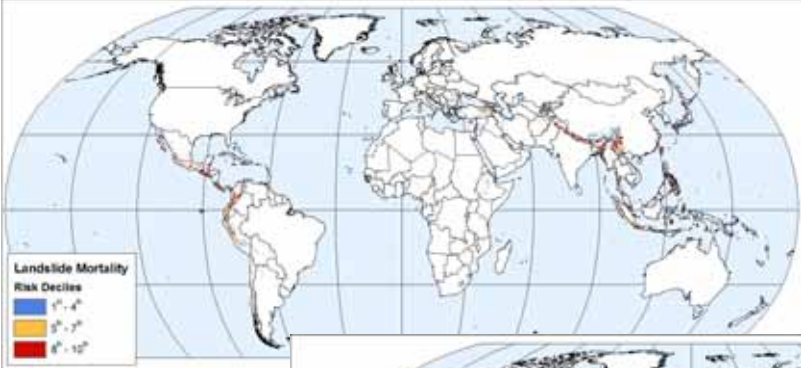 Landslide Mortality
Risk Deciles
1st - 4th
5th - 7th
8th - 10th